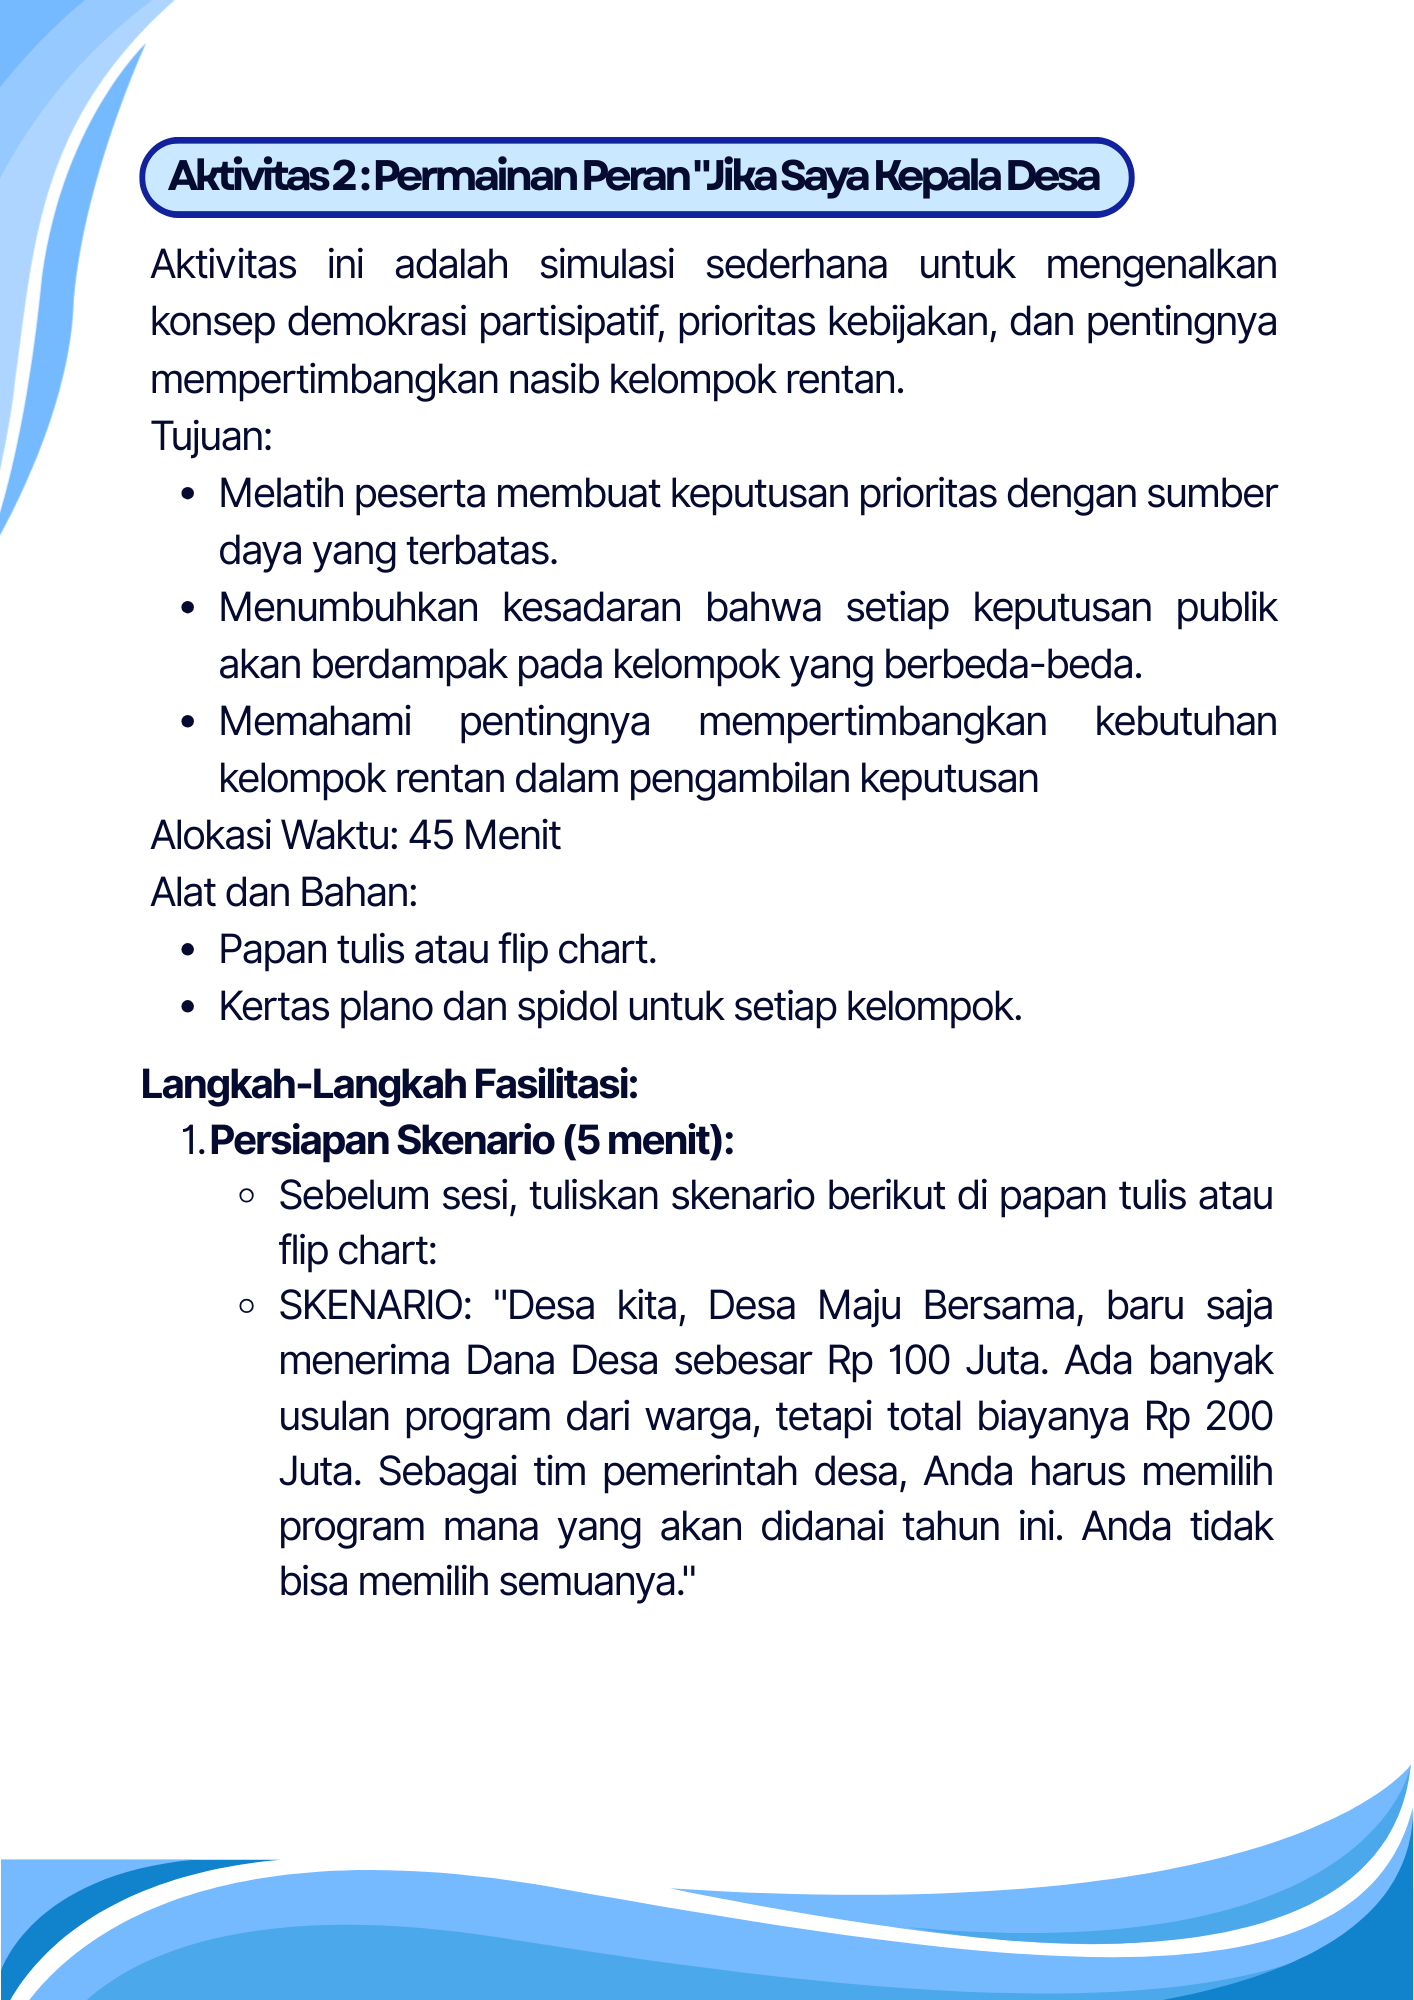 Aktivitas 2 : Permainan Peran "Jika Saya Kepala Desa
Aktivitas ini adalah simulasi sederhana untuk mengenalkan
konsep demokrasi partisipatif, prioritas kebijakan, dan pentingnya
mempertimbangkan nasib kelompok rentan.
Tujuan:
• Melatih peserta membuat keputusan prioritas dengan sumber
daya yang terbatas.
• Menumbuhkan kesadaran bahwa setiap keputusan publik
akan berdampak pada kelompok yang berbeda-beda.
• Memahami pentingnya mempertimbangkan kebutuhan
kelompok rentan dalam pengambilan keputusan
Alokasi Waktu: 45 Menit
Alat dan Bahan:
• Papan tulis atau flip chart.
• Kertas plano dan spidol untuk setiap kelompok.
Langkah-Langkah Fasilitasi:
1. Persiapan Skenario (5 menit):
◦ Sebelum sesi, tuliskan skenario berikut di papan tulis atau
flip chart:
◦ SKENARIO: "Desa kita, Desa Maju Bersama, baru saja
menerima Dana Desa sebesar Rp 100 Juta. Ada banyak
usulan program dari warga, tetapi total biayanya Rp 200
Juta. Sebagai tim pemerintah desa, Anda harus memilih
program mana yang akan didanai tahun ini. Anda tidak
bisa memilih semuanya."